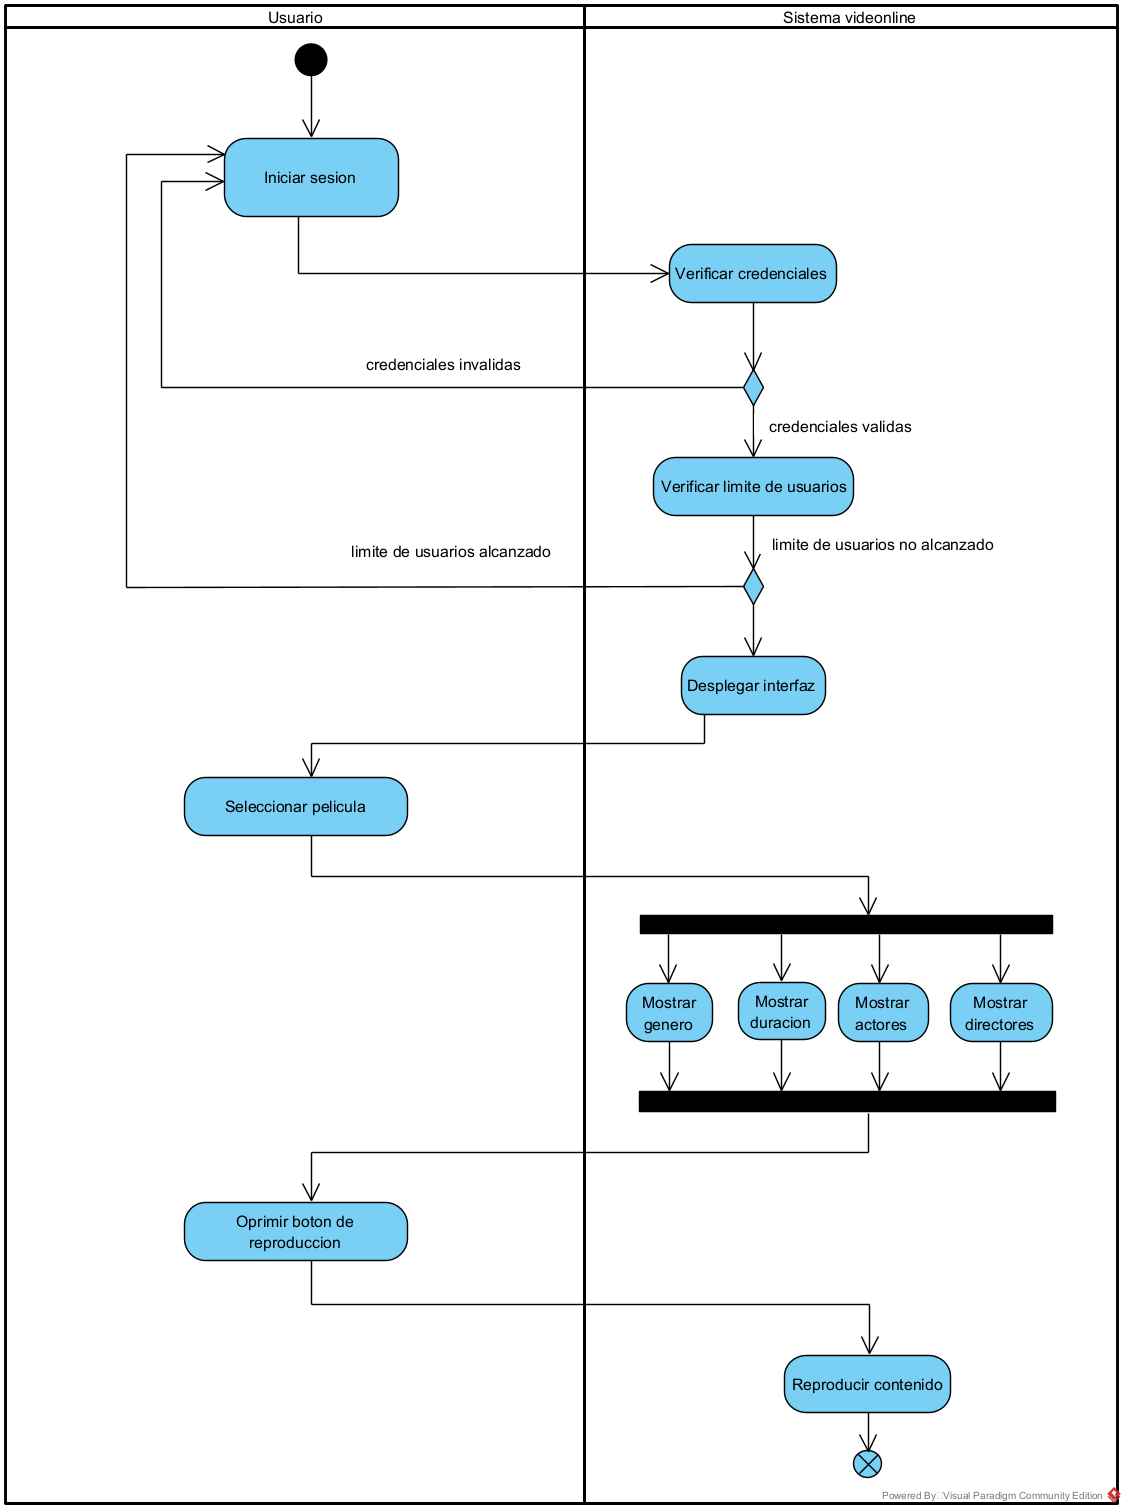 Usuario
Sistema videonline
Iniciar sesion
Verificar credenciales
credenciales invalidas
credenciales validas
Verificar limite de usuarios
limite de usuarios no alcanzado
limite de usuarios alcanzado
Desplegar interfaz
Seleccionar pelicula
Mostrar
genero
Mostrar
duracion
Mostrar
actores
Mostrar
directores
Oprimir boton de
reproduccion
Reproducir contenido
Powered By Visual Paradigm Community Edition